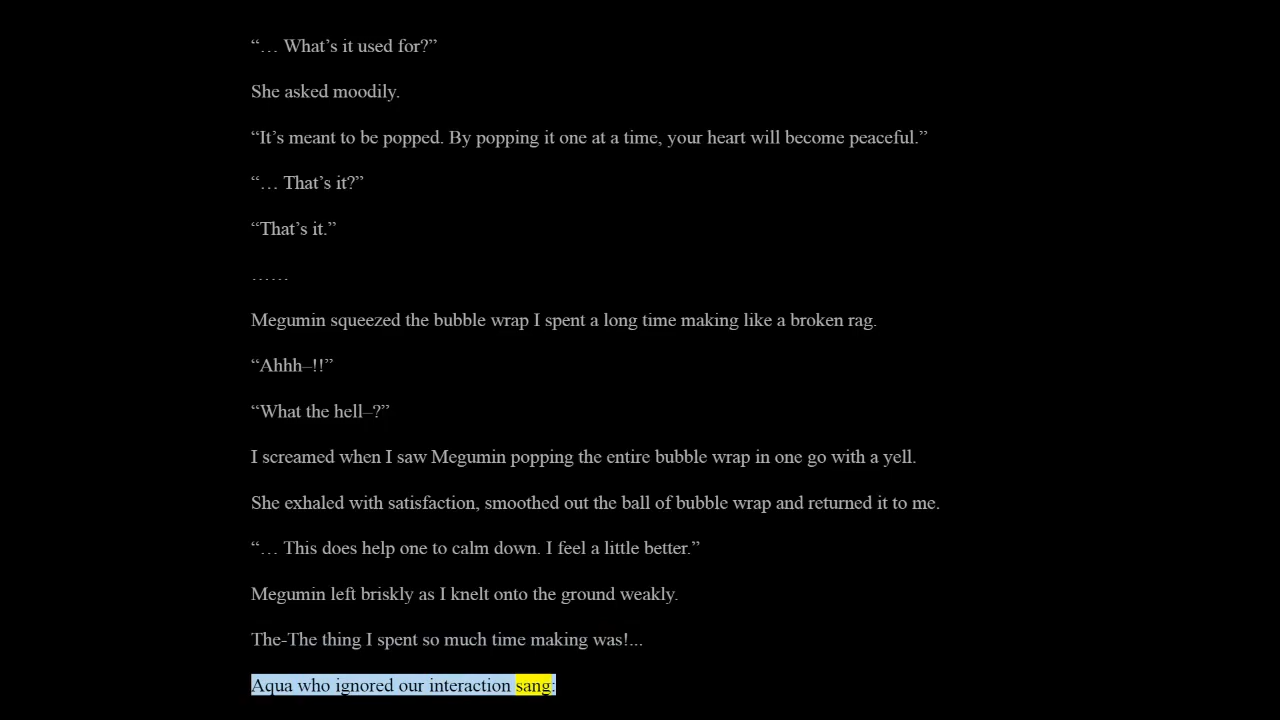 “… What’s it used for?”
She asked moodily.
“It’s meant to be popped. By popping it one at a time, your heart will become peaceful.”
“… That’s it?”
“That’s it.”
……
Megumin squeezed the bubble wrap I spent a long time making like a broken rag.
“Ahhh–!!”
“What the hell–?”
I screamed when I saw Megumin popping the entire bubble wrap in one go with a yell.
She exhaled with satisfaction, smoothed out the ball of bubble wrap and returned it to me.
“… This does help one to calm down. I feel a little better.”
Megumin left briskly as I knelt onto the ground weakly.
The-The thing I spent so much time making was!...
Aqua who ignored our interaction sang: